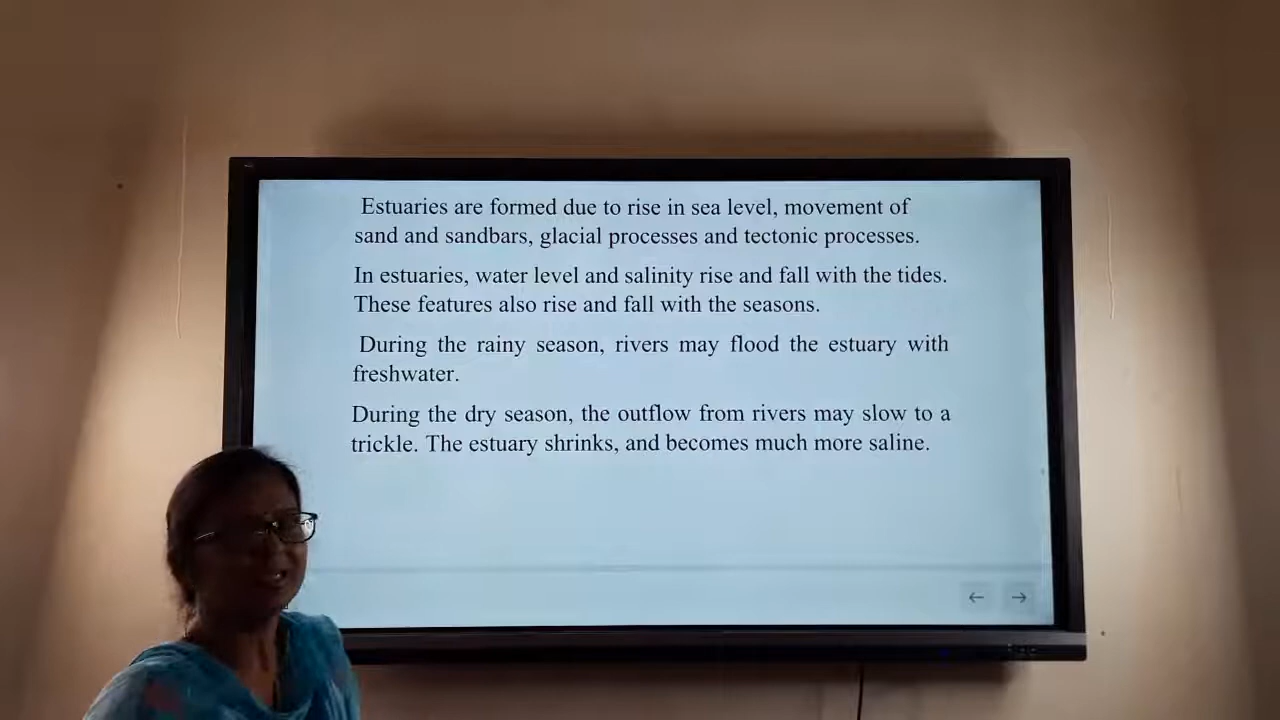 Estuaries are formed due to rise in sea level, movement of
sand and sandbars, glacial processes and tectonic processes.
In estuaries, water level and salinity rise and fall with the tides.
These features also rise and fall with the seasons.
During the rainy season, rivers may flood the estuary with
freshwater.
During the dry season, the outflow from rivers may slow to a
trickle. The estuary shrinks, and becomes much more saline.